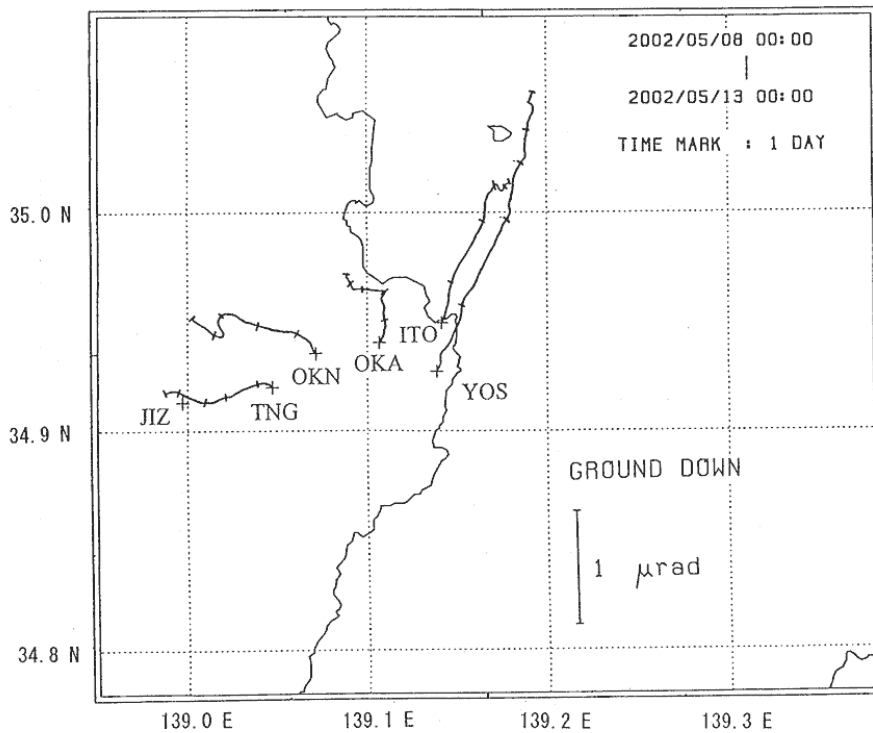 2002/05/08 00:00
|
2002/05/13 00:00
TIME MARK : 1 DAY
35.0 N
ITO
OKA
OKN
YOS
JIZ
TNG
34.9 N
GROUND DOWN
1 μrad
34.8 N
139.0 E
139.1 E
139.2 E
139.3 E